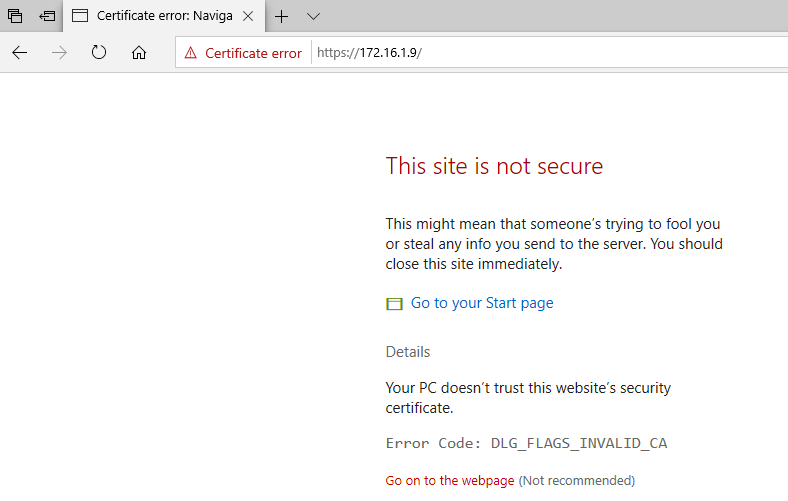 Certificate error: Naviga
Certificate error https://172.16.1.9/
This site is not secure
This might mean that someone's trying to fool you
or steal any info you send to the server. You should
close this site immediately.
Go to your Start page
Details
Your PC doesn't trust this website's security
certificate.
Error Code: DLG_FLAGS_INVALID_CA
Go on to the webpage (Not recommended)